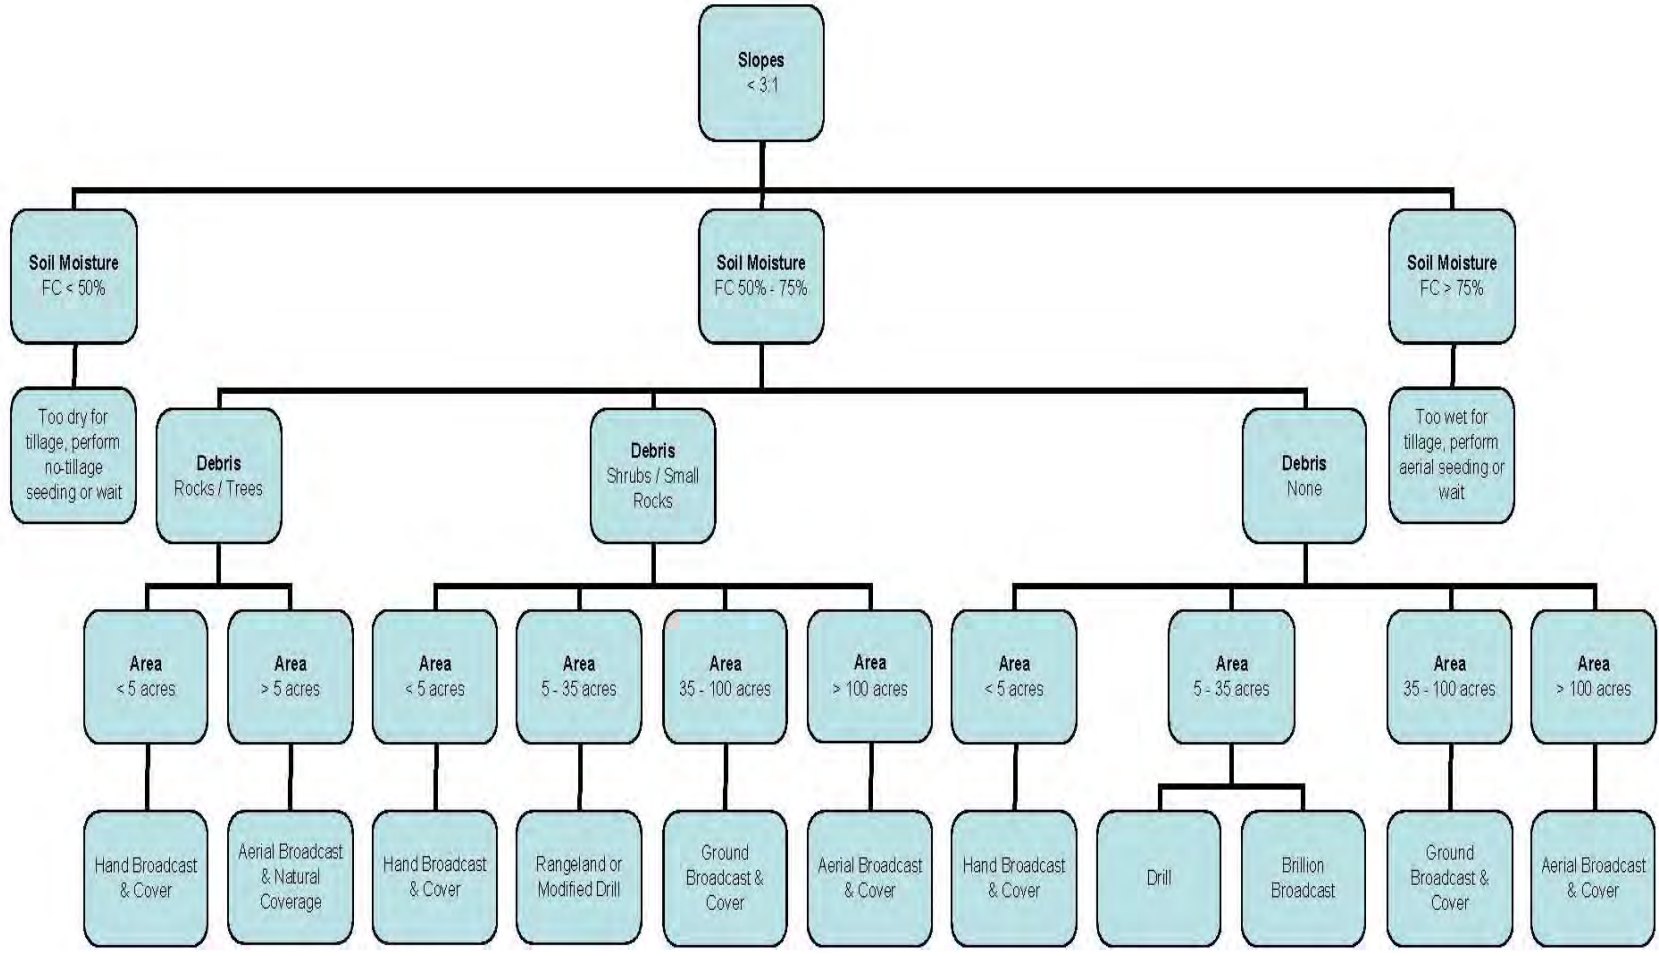 Slopes
< 3:1
Soil Moisture
FC < 50%
Soil Moisture
FC 50% - 75%
Soil Moisture
FC > 75%
Too dry for
tillage, perform
no-tillage
seeding or wait
Too wet for
tillage, perform
aerial seeding or
wait
Debris
Rocks / Trees
Debris
Shrubs / Small
Rocks
Debris
None
Area
< 5 acres
Area
> 5 acres
Area
< 5 acres
Area
5 - 35 acres
Area
35 - 100 acres
Area
> 100 acres
Area
< 5 acres
Area
5 - 35 acres
Area
35 - 100 acres
Area
> 100 acres
Hand Broadcast
& Cover
Aerial Broadcast
& Natural
Coverage
Hand Broadcast
& Cover
Rangeland or
Modified Drill
Ground
Broadcast &
Cover
Aerial Broadcast
& Cover
Hand Broadcast
& Cover
Drill
Brillion
Broadcast
Ground
Broadcast &
Cover
Aerial Broadcast
& Cover